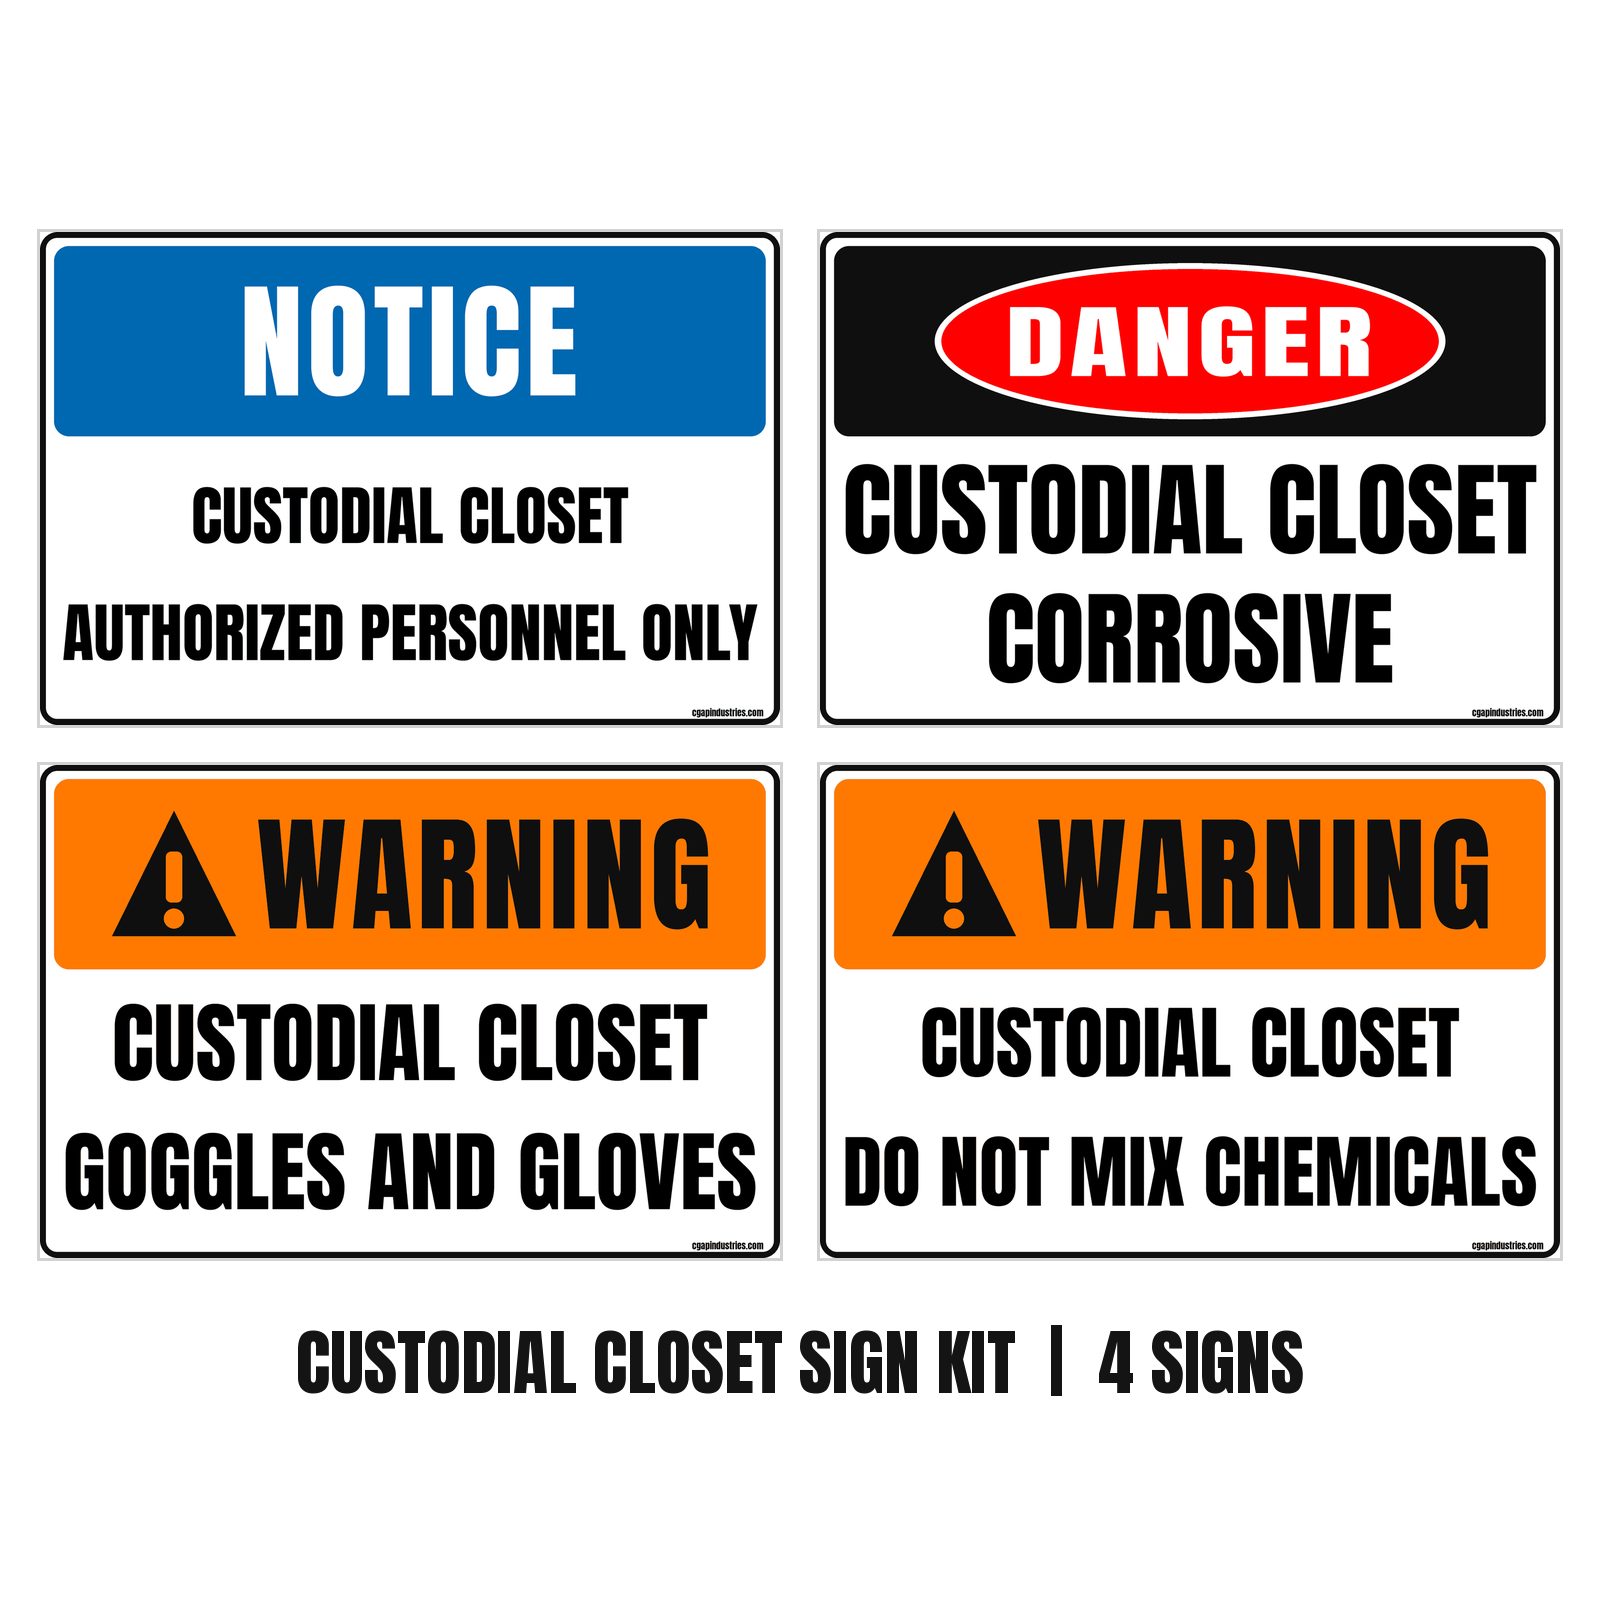 NOTICE
CUSTODIAL CLOSET
AUTHORIZED PERSONNEL ONLY
cgapindustries.com
DANGER
CUSTODIAL CLOSET
CORROSIVE
cgapindustries.com
WARNING
CUSTODIAL CLOSET
GOGGLES AND GLOVES
cgapindustries.com
WARNING
CUSTODIAL CLOSET
DO NOT MIX CHEMICALS
cgapindustries.com
CUSTODIAL CLOSET SIGN KIT | 4 SIGNS